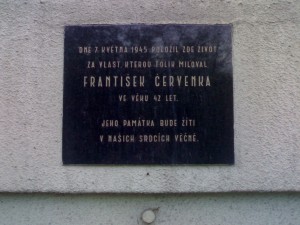 DNE 7. KVĚTNA 1945 POLOŽIL ZDE ŽIVOT
ZA VLAST KTEROU TOLIK MILOVAL
FRANTIŠEK ČERVENKA
VE VĚKU 42 LET.
JEHO PAMÁTKA BUDE ŽÍTI
V NAŠICH SRDCÍCH VĚČNĚ.